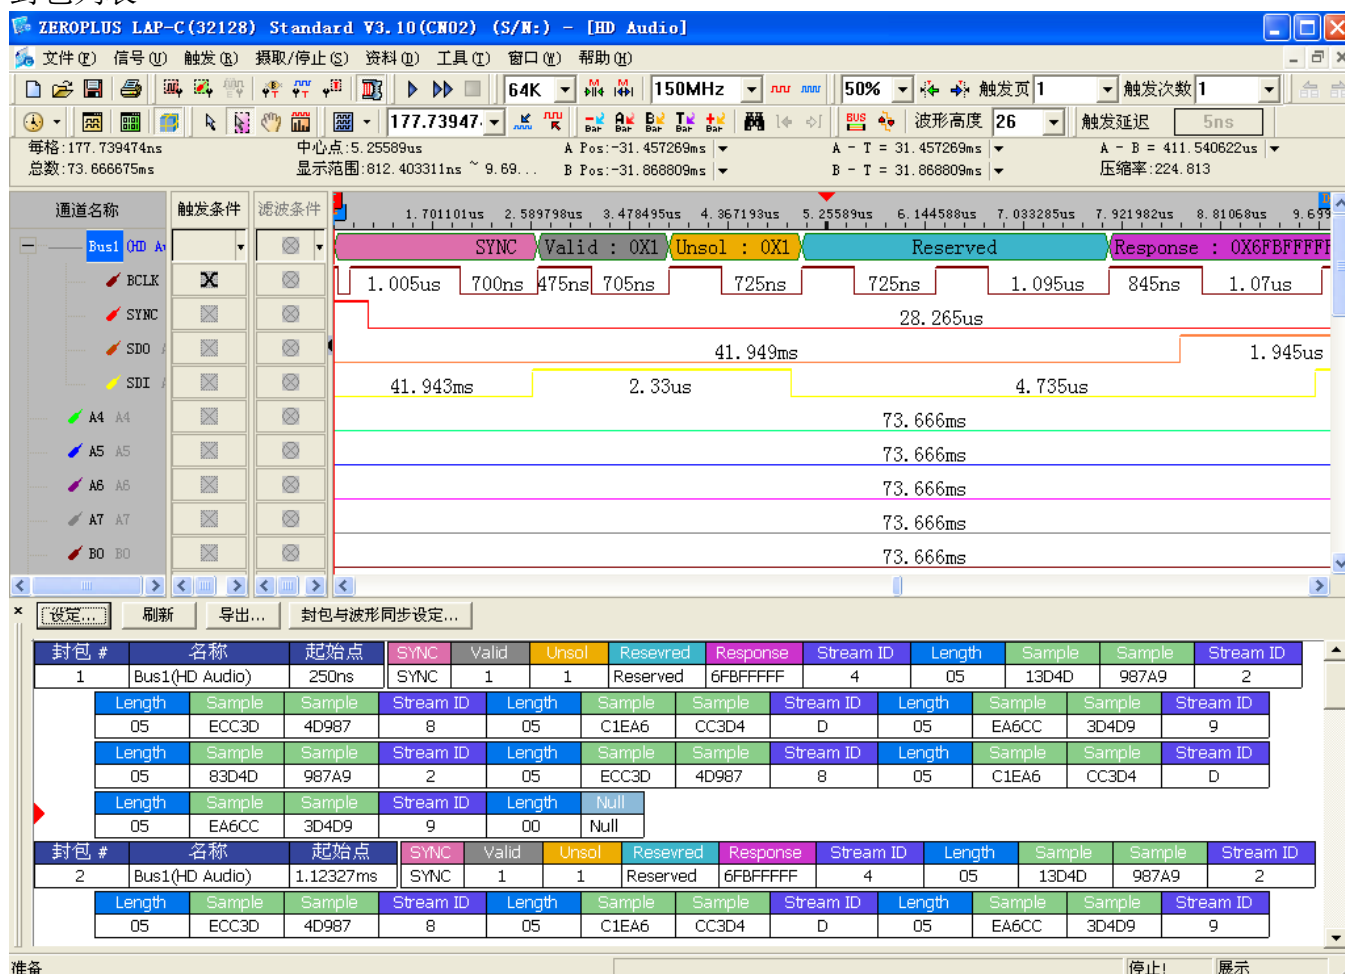 ZEROPLUS LAP-C(32128) Standard V3.10(CN02) (S/N:) - [HD Audio]
文件(F) 信号(U) 触发(R) 摄取/停止(S) 资料(D) 工具(T) 窗口(W) 帮助(H)
64K 150MHz 50% 触发页 1 触发次数 1
177.73947 Bar Bar Bar Bar Bar BUS 波形高度 26 触发延迟 5ns
每格:177.739474ns 中心点:5.25589us A Pos:-31.457269ms A - T = 31.457269ms A - B = 411.540622us
总数:73.666675ms 显示范围:812.403311ns ~ 9.69... B Pos:-31.868809ms B - T = 31.868809ms 压缩率:224.813
通道名称 触发条件 滤波条件 1.701101us 2.589798us 3.478495us 4.367193us 5.25589us 6.144588us 7.033285us 7.921982us 8.81068us 9.699
Bus1 (HD Au SYNC Valid : 0X1 Unsol : 0X1 Reserved Response : 0X6FBFFFFF
BCLK 1.005us 700ns 475ns 705ns 725ns 725ns 1.095us 845ns 1.07us
SYNC 28.265us
SDO 41.949ms 1.945us
SDI 41.943ms 2.33us 4.735us
A4 A4 73.666ms
A5 A5 73.666ms
A6 A6 73.666ms
A7 A7 73.666ms
B0 B0 73.666ms
设定... 刷新 导出... 封包与波形同步设定...
封包 # 名称 起始点 SYNC Valid Unsol Resevred Response Stream ID Length Sample Sample Stream ID
1 Bus1(HD Audio) 250ns SYNC 1 1 Reserved 6FBFFFFF 4 05 13D4D 987A9 2
Length Sample Sample Stream ID Length Sample Sample Stream ID Length Sample Sample Stream ID
05 ECC3D 4D987 8 05 C1EA6 CC3D4 D 05 EA6CC 3D4D9 9
Length Sample Sample Stream ID Length Sample Sample Stream ID Length Sample Sample Stream ID
05 83D4D 987A9 2 05 ECC3D 4D987 8 05 C1EA6 CC3D4 D
Length Sample Sample Stream ID Length Null
05 EA6CC 3D4D9 9 00 Null
封包 # 名称 起始点 SYNC Valid Unsol Resevred Response Stream ID Length Sample Sample Stream ID
2 Bus1(HD Audio) 1.12327ms SYNC 1 1 Reserved 6FBFFFFF 4 05 13D4D 987A9 2
Length Sample Sample Stream ID Length Sample Sample Stream ID Length Sample Sample Stream ID
05 ECC3D 4D987 8 05 C1EA6 CC3D4 D 05 EA6CC 3D4D9 9
准备 停止! 展示